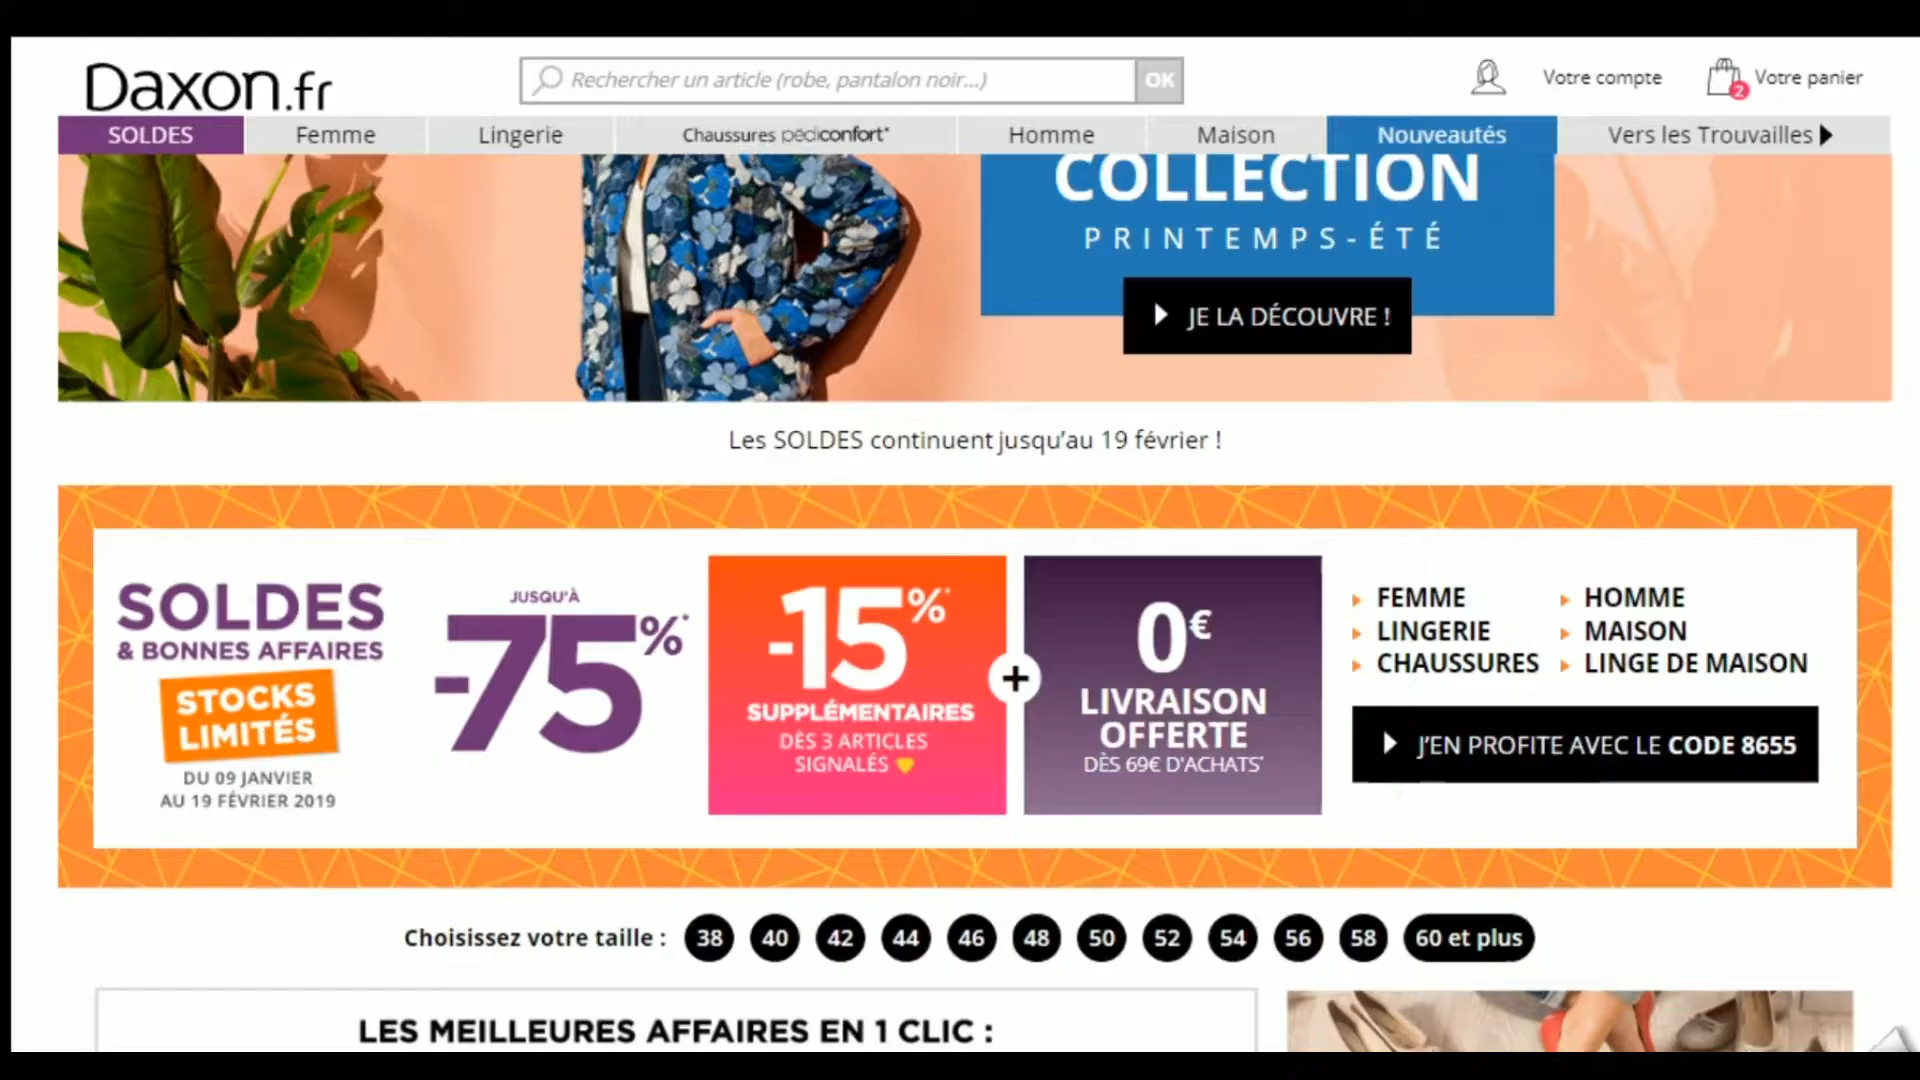 Daxon.fr
Rechercher un article (robe, pantalon noir...)
OK
Votre compte
2
Votre panier
SOLDES
Femme
Lingerie
Chaussures pédiconfort*
Homme
Maison
Nouveautés
Vers les Trouvailles
COLLECTION
PRINTEMPS-ÉTÉ
JE LA DÉCOUVRE !
Les SOLDES continuent jusqu'au 19 février !
SOLDES
& BONNES AFFAIRES
STOCKS
LIMITÉS
DU 09 JANVIER
AU 19 FÉVRIER 2019
JUSQU'À
-75%*
-15%*
SUPPLÉMENTAIRES
DÈS 3 ARTICLES
SIGNALÉS
+
0€
LIVRAISON
OFFERTE
DÈS 69€ D'ACHATS*
FEMME
LINGERIE
CHAUSSURES
HOMME
MAISON
LINGE DE MAISON
J'EN PROFITE AVEC LE CODE 8655
Choisissez votre taille : 38 40 42 44 46 48 50 52 54 56 58 60 et plus
LES MEILLEURES AFFAIRES EN 1 CLIC :